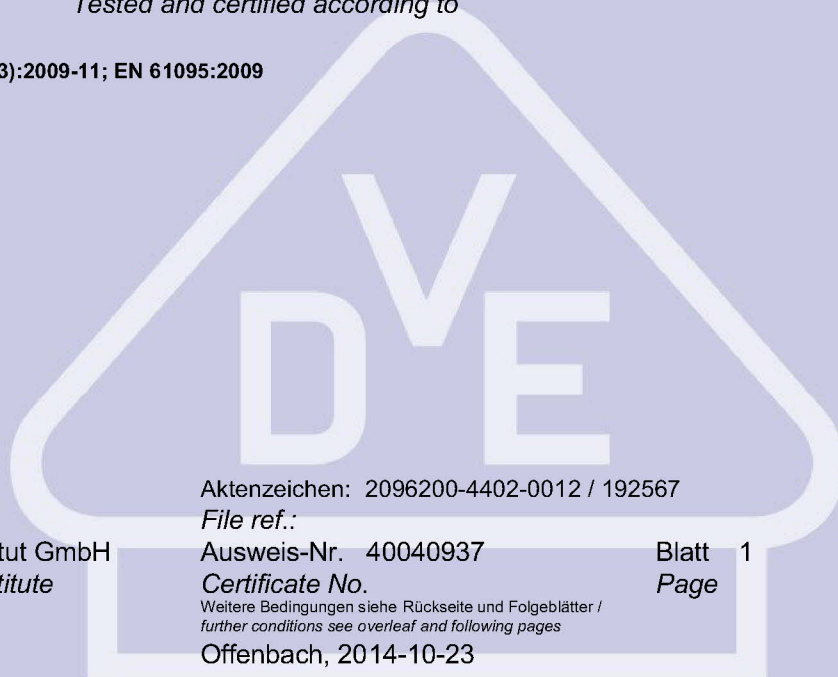 Tested and certified according to
3):2009-11; EN 61095:2009
VDE
Aktenzeichen: 2096200-4402-0012 / 192567
File ref.:
tut GmbH Ausweis-Nr. 40040937 Blatt 1
titute Certificate No. Page
Weitere Bedingungen siehe Rückseite und Folgeblätter /
further conditions see overleaf and following pages
Offenbach, 2014-10-23